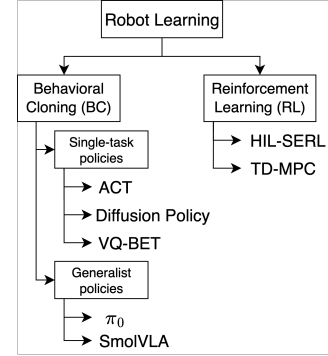 Robot Learning
Behavioral
Cloning (BC)
Reinforcement
Learning (RL)
Single-task
policies
ACT
Diffusion Policy
VQ-BET
Generalist
policies
π₀
SmolVLA
HIL-SERL
TD-MPC